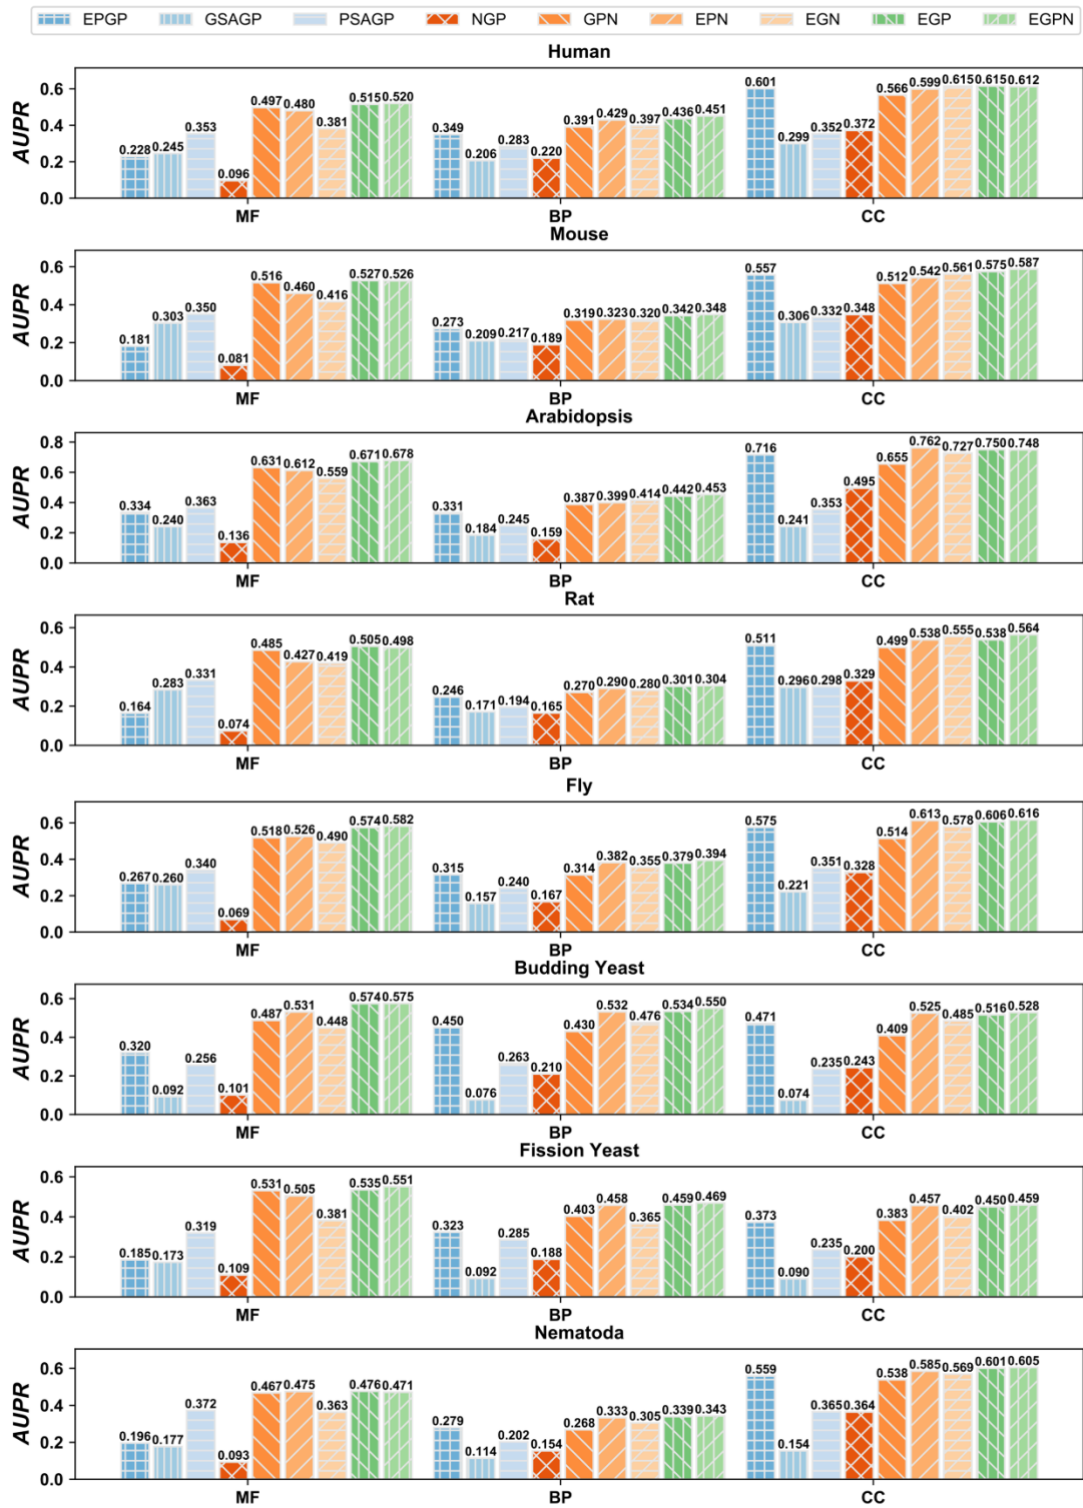 EPGP GSAGP PSAGP NGP GPN EPN EGN EGP EGPN
Human
AUPR
0.6
0.4
0.2
0.0
0.228 0.245 0.353 0.096 0.497 0.480 0.381 0.515 0.520
0.349 0.206 0.283 0.220 0.391 0.429 0.397 0.436 0.451
0.601 0.299 0.352 0.372 0.566 0.599 0.615 0.615 0.612
MF BP CC
Mouse
AUPR
0.6
0.4
0.2
0.0
0.181 0.303 0.350 0.081 0.516 0.460 0.416 0.527 0.526
0.273 0.209 0.217 0.189 0.319 0.323 0.320 0.342 0.348
0.557 0.306 0.332 0.348 0.512 0.542 0.561 0.575 0.587
MF BP CC
Arabidopsis
AUPR
0.8
0.6
0.4
0.2
0.0
0.334 0.240 0.363 0.136 0.631 0.612 0.559 0.671 0.678
0.331 0.184 0.245 0.159 0.387 0.399 0.414 0.442 0.453
0.716 0.241 0.353 0.495 0.655 0.762 0.727 0.750 0.748
MF BP CC
Rat
AUPR
0.6
0.4
0.2
0.0
0.164 0.283 0.331 0.074 0.485 0.427 0.419 0.505 0.498
0.246 0.171 0.194 0.165 0.270 0.290 0.280 0.301 0.304
0.511 0.296 0.298 0.329 0.499 0.538 0.555 0.538 0.564
MF BP CC
Fly
AUPR
0.6
0.4
0.2
0.0
0.267 0.260 0.340 0.069 0.518 0.526 0.490 0.574 0.582
0.315 0.157 0.240 0.167 0.314 0.382 0.355 0.379 0.394
0.575 0.221 0.351 0.328 0.514 0.613 0.578 0.606 0.616
MF BP CC
Budding Yeast
AUPR
0.6
0.4
0.2
0.0
0.320 0.092 0.256 0.101 0.487 0.531 0.448 0.574 0.575
0.450 0.076 0.263 0.210 0.430 0.532 0.476 0.534 0.550
0.471 0.074 0.235 0.243 0.409 0.525 0.485 0.516 0.528
MF BP CC
Fission Yeast
AUPR
0.6
0.4
0.2
0.0
0.185 0.173 0.319 0.109 0.531 0.505 0.381 0.535 0.551
0.323 0.092 0.285 0.188 0.403 0.458 0.365 0.459 0.469
0.373 0.090 0.235 0.200 0.383 0.457 0.402 0.450 0.459
MF BP CC
Nematoda
AUPR
0.6
0.4
0.2
0.0
0.196 0.177 0.372 0.093 0.467 0.475 0.363 0.476 0.471
0.279 0.114 0.202 0.154 0.268 0.333 0.305 0.339 0.343
0.559 0.154 0.365 0.364 0.538 0.585 0.569 0.601 0.605
MF BP CC